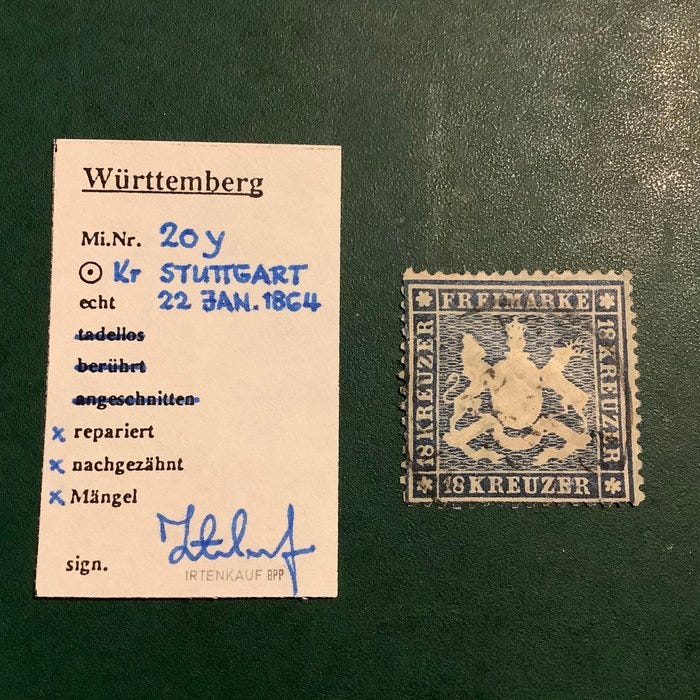 Württemberg
Mi.Nr. 20 y
⊙ Kr STUTTGART
echt 22 JAN. 1864
tadellos
berührt
angeschnitten
x repariert
x nachgezähnt
x Mängel
sign.
IRTENKAUF BPP
FREIMARKE
18 KREUZER
18 KREUZER
18 KREUZER